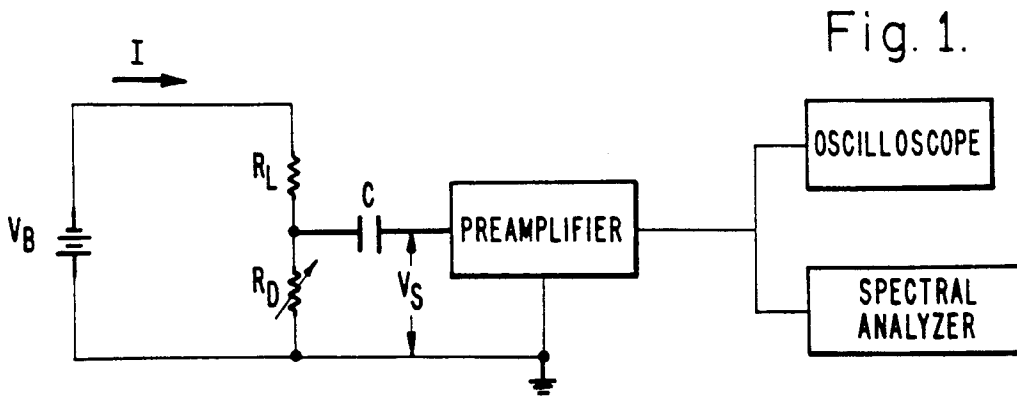 Fig. 1.
I
OSCILLOSCOPE
R_L
C
V_B
PREAMPLIFIER
R_D
V_S
SPECTRAL
ANALYZER